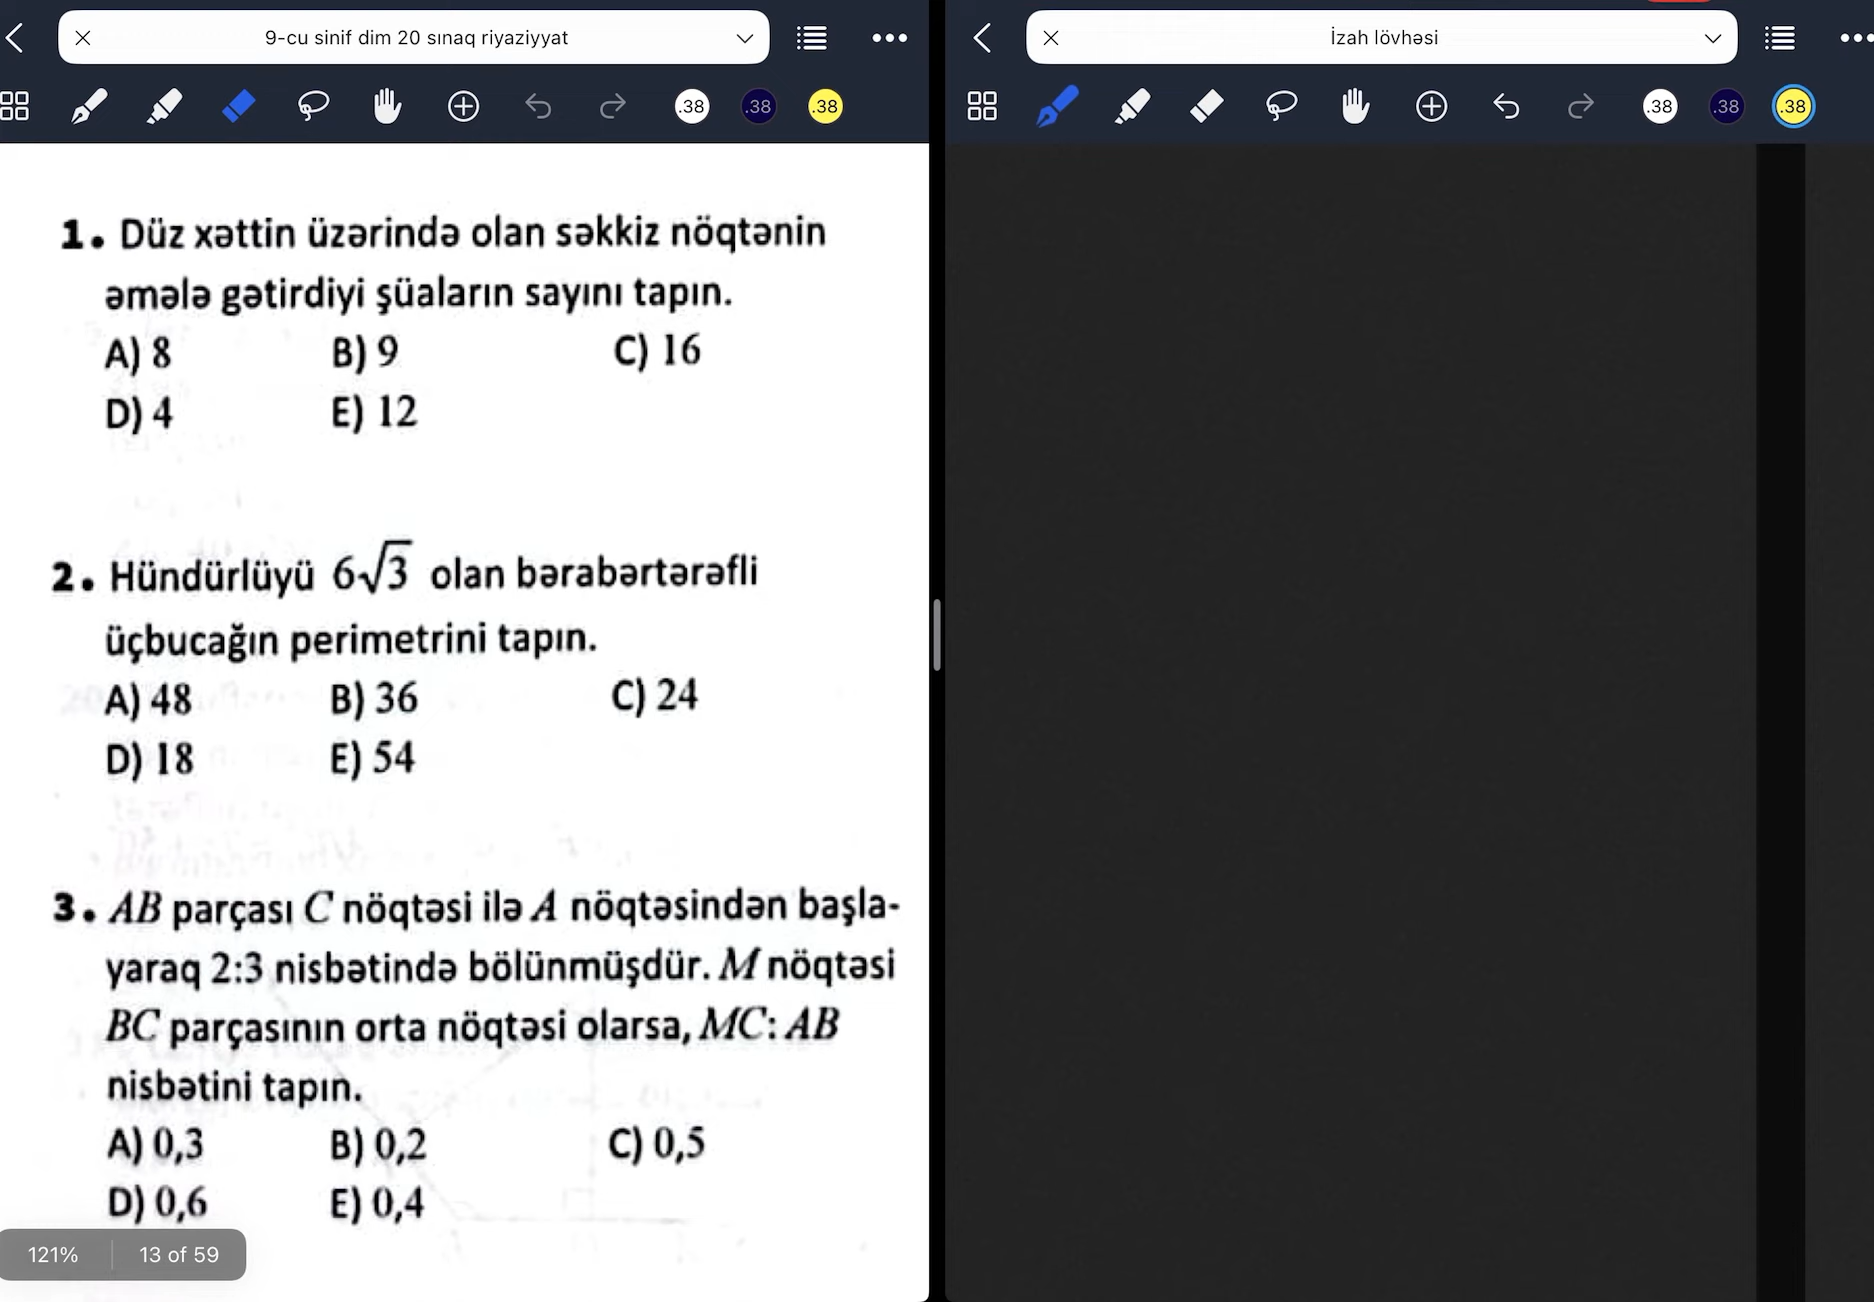 9-cu sinif dim 20 sınaq riyaziyyat
.38 .38 .38
1. Düz xəttin üzərində olan səkkiz nöqtənin
əmələ gətirdiyi şüaların sayını tapın.
A) 8 B) 9 C) 16
D) 4 E) 12
2. Hündürlüyü 6√3 olan bərabərtərəfli
üçbucağın perimetrini tapın.
A) 48 B) 36 C) 24
D) 18 E) 54
3. AB parçası C nöqtəsi ilə A nöqtəsindən başla-
yaraq 2:3 nisbətində bölünmüşdür. M nöqtəsi
BC parçasının orta nöqtəsi olarsa, MC: AB
nisbətini tapın.
A) 0,3 B) 0,2 C) 0,5
D) 0,6 E) 0,4
121% 13 of 59
İzah lövhəsi
.38 .38 .38